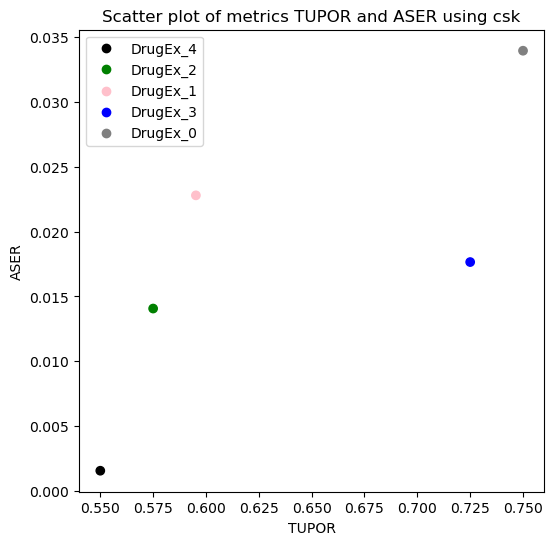 Scatter plot of metrics TUPOR and ASER using csk
DrugEx_4
DrugEx_2
DrugEx_1
DrugEx_3
DrugEx_0
0.035
0.030
0.025
0.020
0.015
0.010
0.005
0.000
ASER
0.550 0.575 0.600 0.625 0.650 0.675 0.700 0.725 0.750
TUPOR